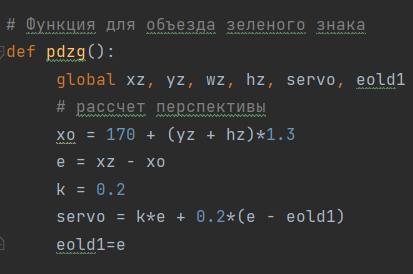 # Функция для объезда зеленого знака
def pdzg():
global xz, yz, wz, hz, servo, eold1
# рассчет перспективы
xo = 170 + (yz + hz)*1.3
e = xz - xo
k = 0.2
servo = k*e + 0.2*(e - eold1)
eold1=e